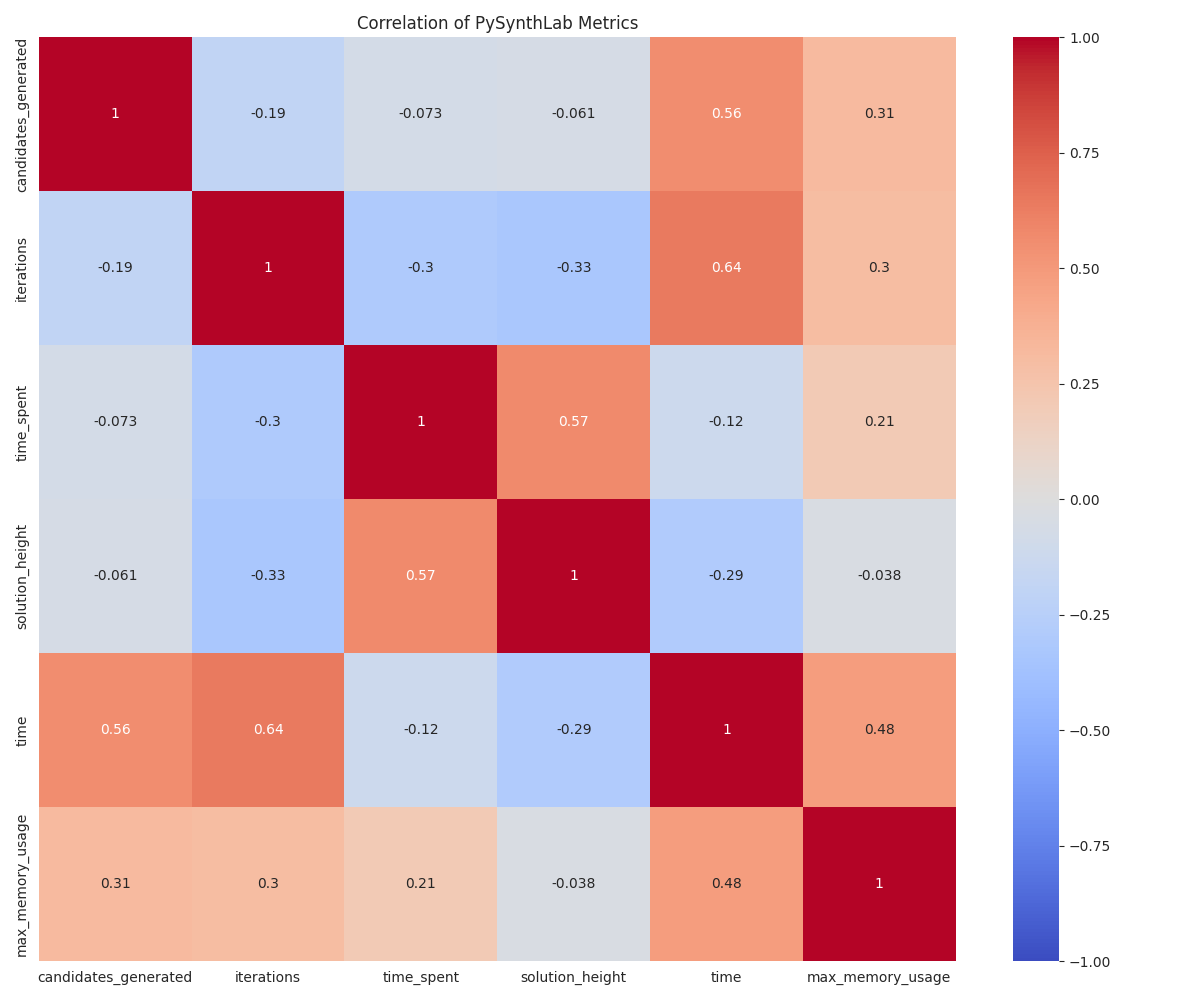 Correlation of PySynthLab Metrics
candidates_generated 1 -0.19 -0.073 -0.061 0.56 0.31
iterations -0.19 1 -0.3 -0.33 0.64 0.3
time_spent -0.073 -0.3 1 0.57 -0.12 0.21
solution_height -0.061 -0.33 0.57 1 -0.29 -0.038
time 0.56 0.64 -0.12 -0.29 1 0.48
max_memory_usage 0.31 0.3 0.21 -0.038 0.48 1
candidates_generated iterations time_spent solution_height time max_memory_usage
1.00
0.75
0.50
0.25
0.00
−0.25
−0.50
−0.75
−1.00